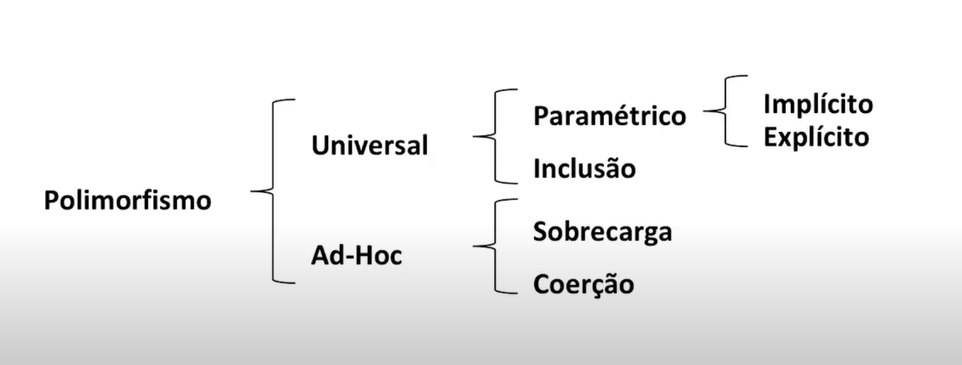 Polimorfismo
Universal
Ad-Hoc
Paramétrico
Inclusão
Sobrecarga
Coerção
Implícito
Explícito